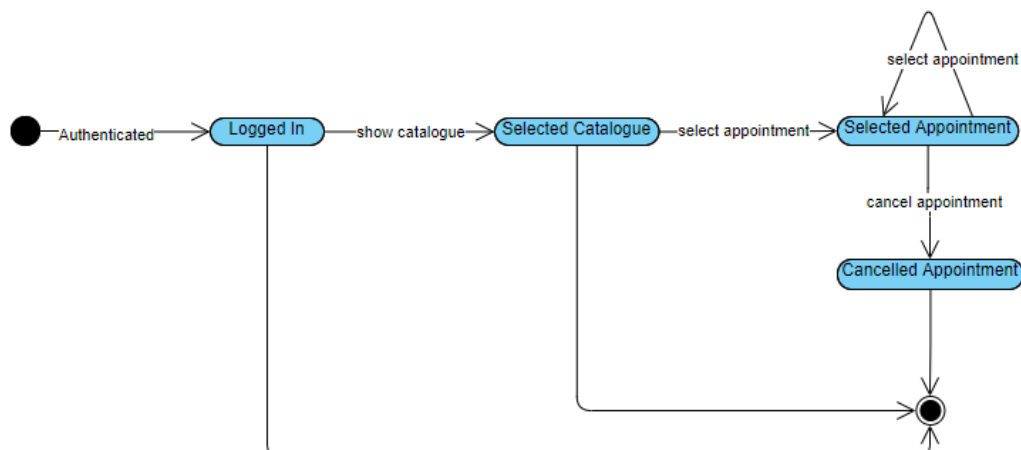 select appointment
Authenticated
Logged In
show catalogue
Selected Catalogue
select appointment
Selected Appointment
cancel appointment
Cancelled Appointment